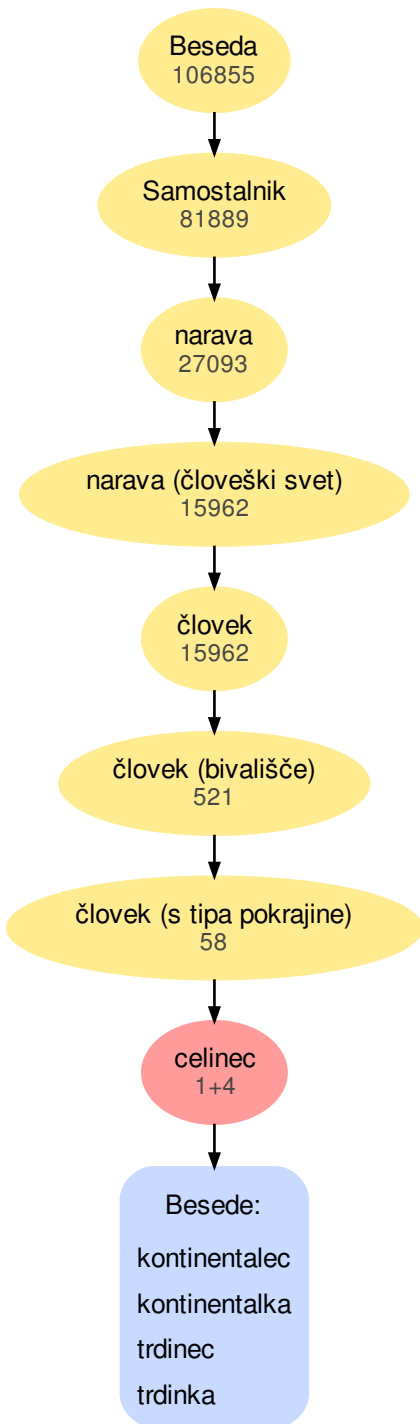 Beseda
106855
Samostalnik
81889
narava
27093
narava (človeški svet)
15962
človek
15962
človek (bivališče)
521
človek (s tipa pokrajine)
58
celinec
1+4
Besede:
kontinentalec
kontinentalka
trdinec
trdinka